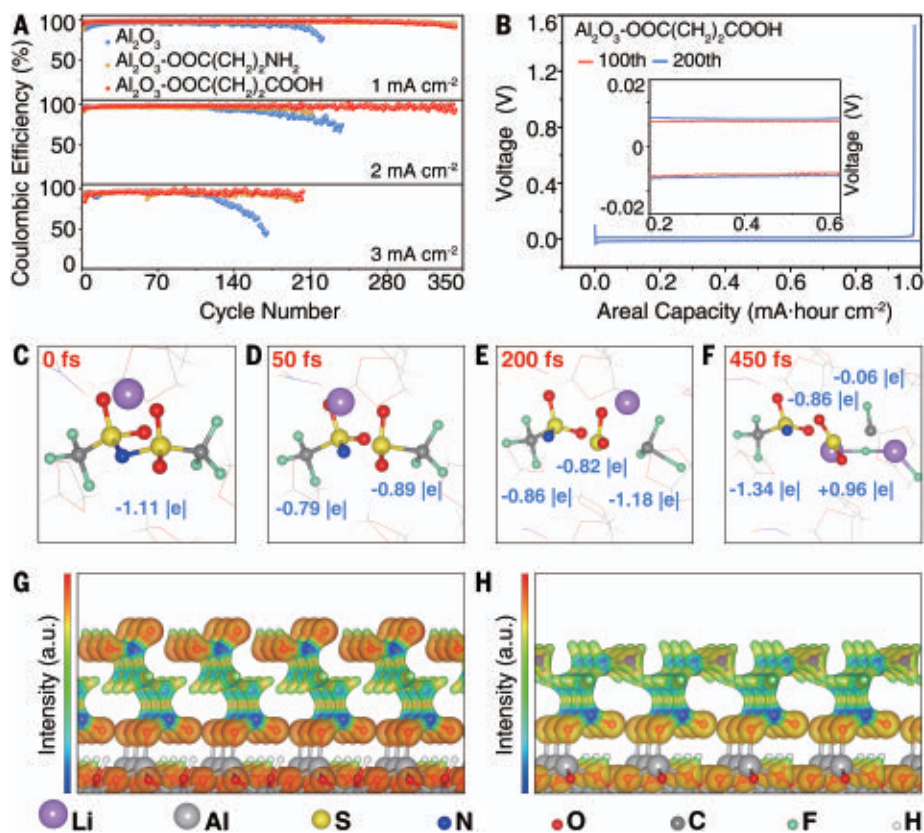 A
Coulombic Efficiency (%)
100
50
100
50
100
50
0
Al₂O₃
Al₂O₃-OOC(CH₂)₂NH₂
Al₂O₃-OOC(CH₂)₂COOH
1 mA cm⁻²
2 mA cm⁻²
3 mA cm⁻²
0 70 140 210 280 350
Cycle Number
B
Voltage (V)
1.6
1.2
0.8
0.4
0.0
Al₂O₃-OOC(CH₂)₂COOH
100th 200th
0.02
0
-0.02
Voltage (V)
0.2 0.4 0.6
0.0 0.2 0.4 0.6 0.8 1.0
Areal Capacity (mA·hour cm⁻²)
C
0 fs
-1.11 |e|
D
50 fs
-0.79 |e|
-0.89 |e|
E
200 fs
-0.82 |e|
-0.86 |e|
-1.18 |e|
F
450 fs
-0.06 |e|
-0.86 |e|
-1.34 |e|
+0.96 |e|
G
Intensity (a.u.)
H
Intensity (a.u.)
Li Al S N O C F H